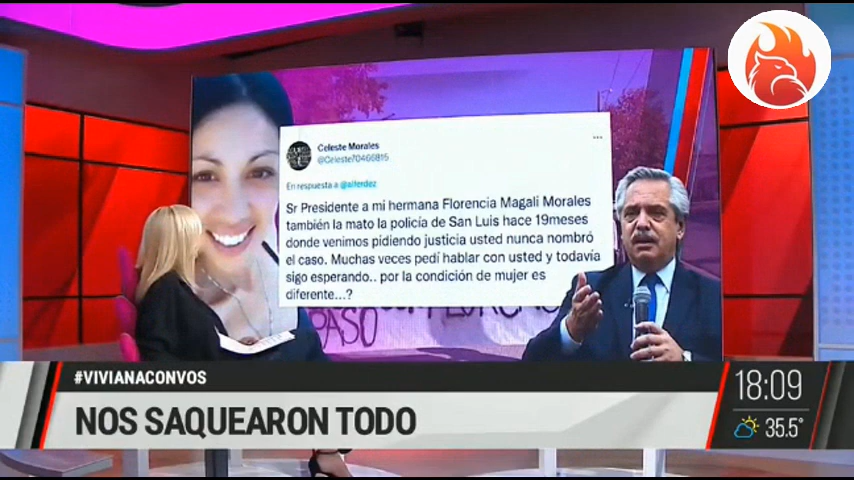 Celeste Morales
@Celeste70466815
En respuesta a @alferdez
Sr Presidente a mi hermana Florencia Magali Morales
también la mato la policía de San Luis hace 19meses
donde venimos pidiendo justicia usted nunca nombró
el caso. Muchas veces pedí hablar con usted y todavía
sigo esperando.. por la condición de mujer es
diferente...?
PASO
#VIVIANACONVOS
NOS SAQUEARON TODO
18:09
35.5°